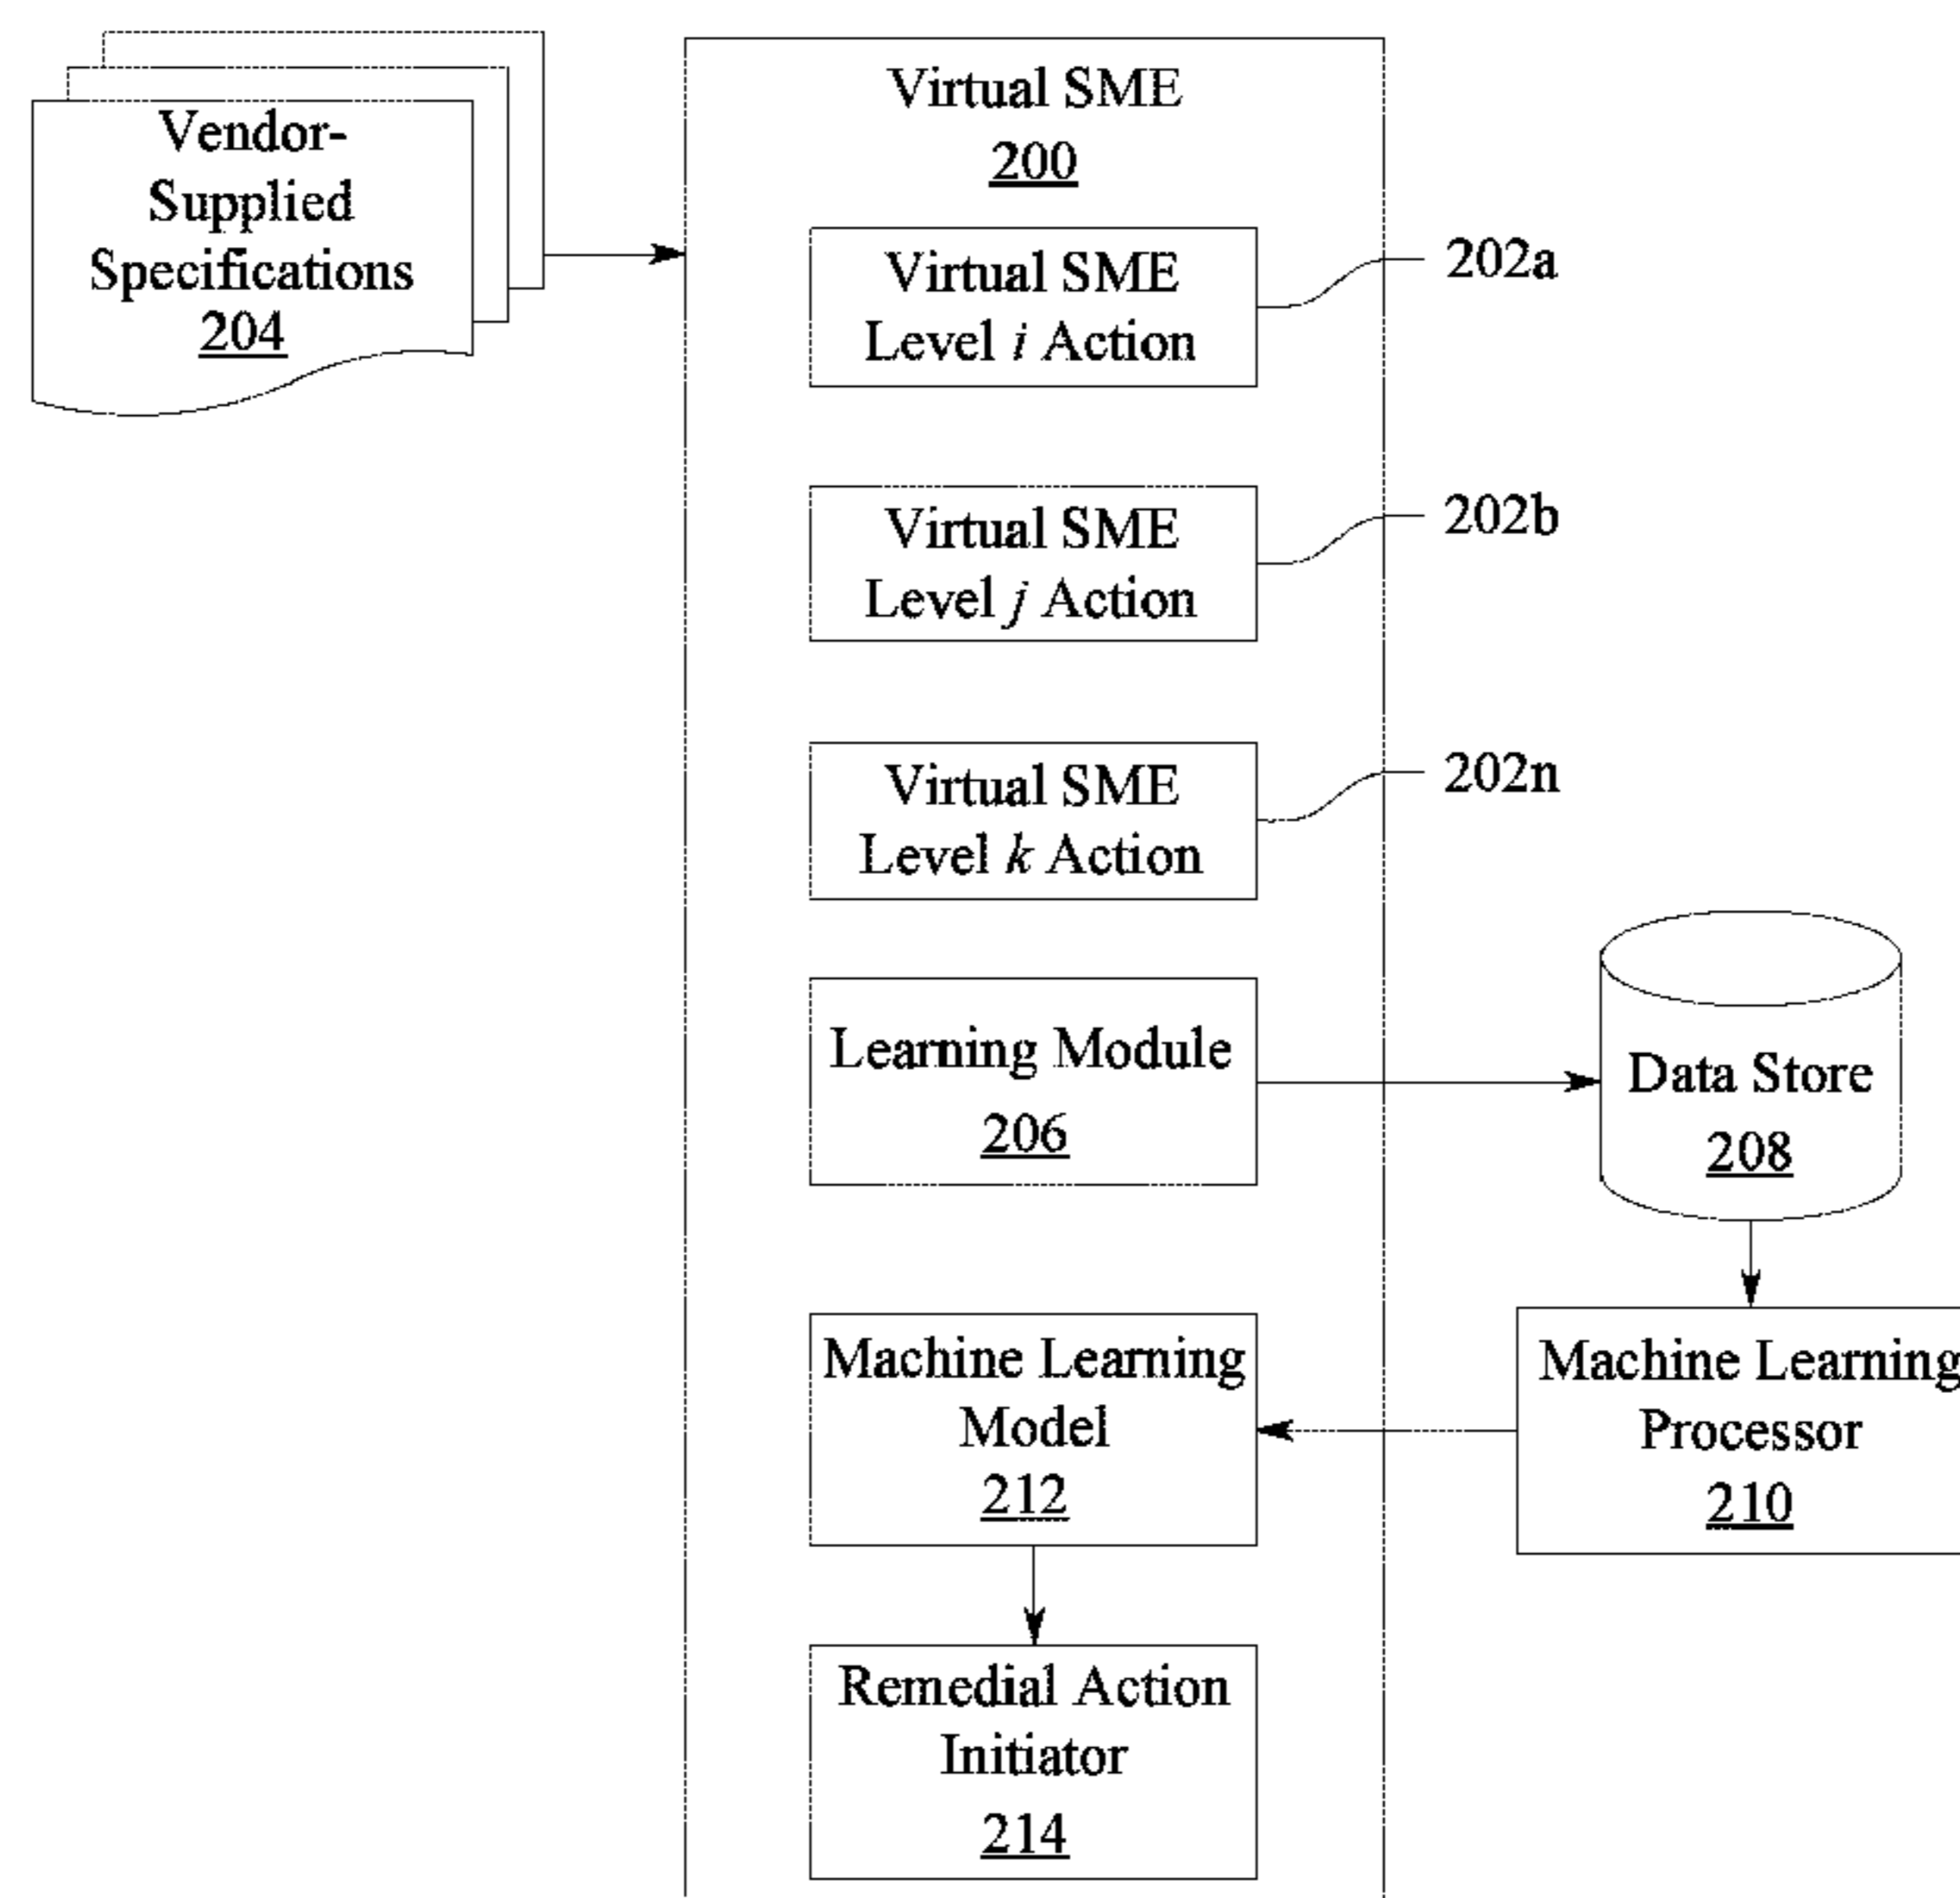 Vendor-
Supplied
Specifications
204
Virtual SME
200
Virtual SME
Level i Action
202a
Virtual SME
Level j Action
202b
Virtual SME
Level k Action
202n
Learning Module
206
Data Store
208
Machine Learning
Model
212
Machine Learning
Processor
210
Remedial Action
Initiator
214